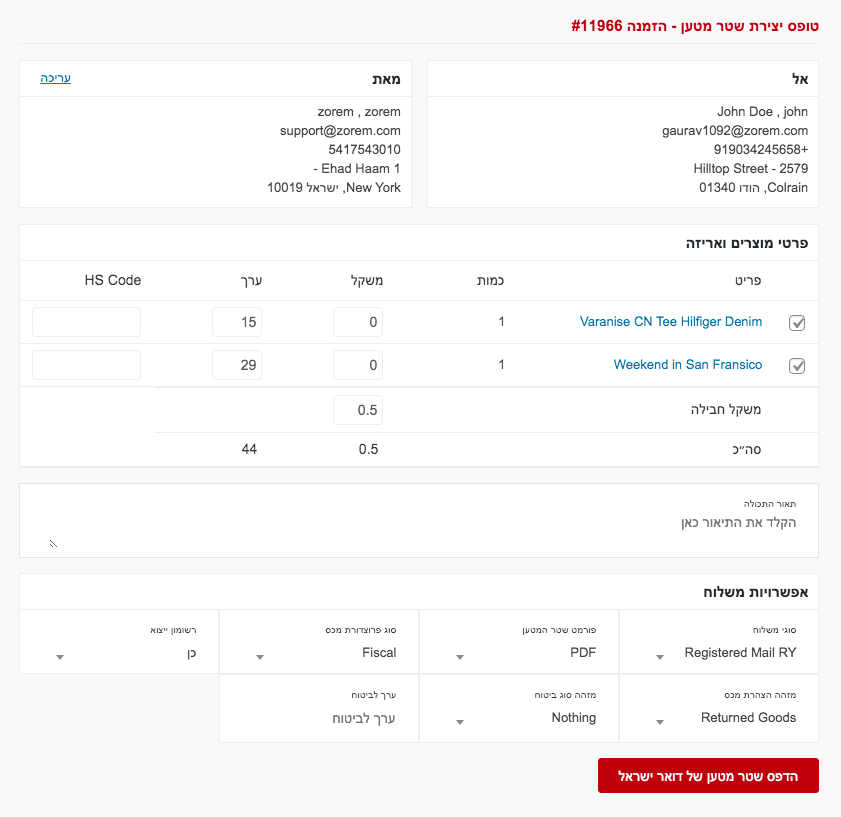 טופס יצירת שטר מטען - הזמנה 11966#
אל
John Doe , john
gaurav1092@zorem.com
919034245658+
Hilltop Street - 2579
Colrain, הודו 01340
מאת
עריכה
zorem , zorem
support@zorem.com
5417543010
- Ehad Haam 1
New York, ישראל 10019
פרטי מוצרים ואריזה
פריט כמות משקל ערך HS Code
Varanise CN Tee Hilfiger Denim 1 0 15
Weekend in San Fransico 1 0 29
משקל חבילה 0.5
סה״כ 0.5 44
תאור התכולה
הקלד את התיאור כאן
אפשרויות משלוח
סוגי משלוח
Registered Mail RY
פורמט שטר המטען
PDF
סוג פרוצדורת מכס
Fiscal
רשומון ייצוא
כן
מזהה הצהרת מכס
Returned Goods
מזהה סוג ביטוח
Nothing
ערך לביטוח
ערך לביטוח
הדפס שטר מטען של דואר ישראל